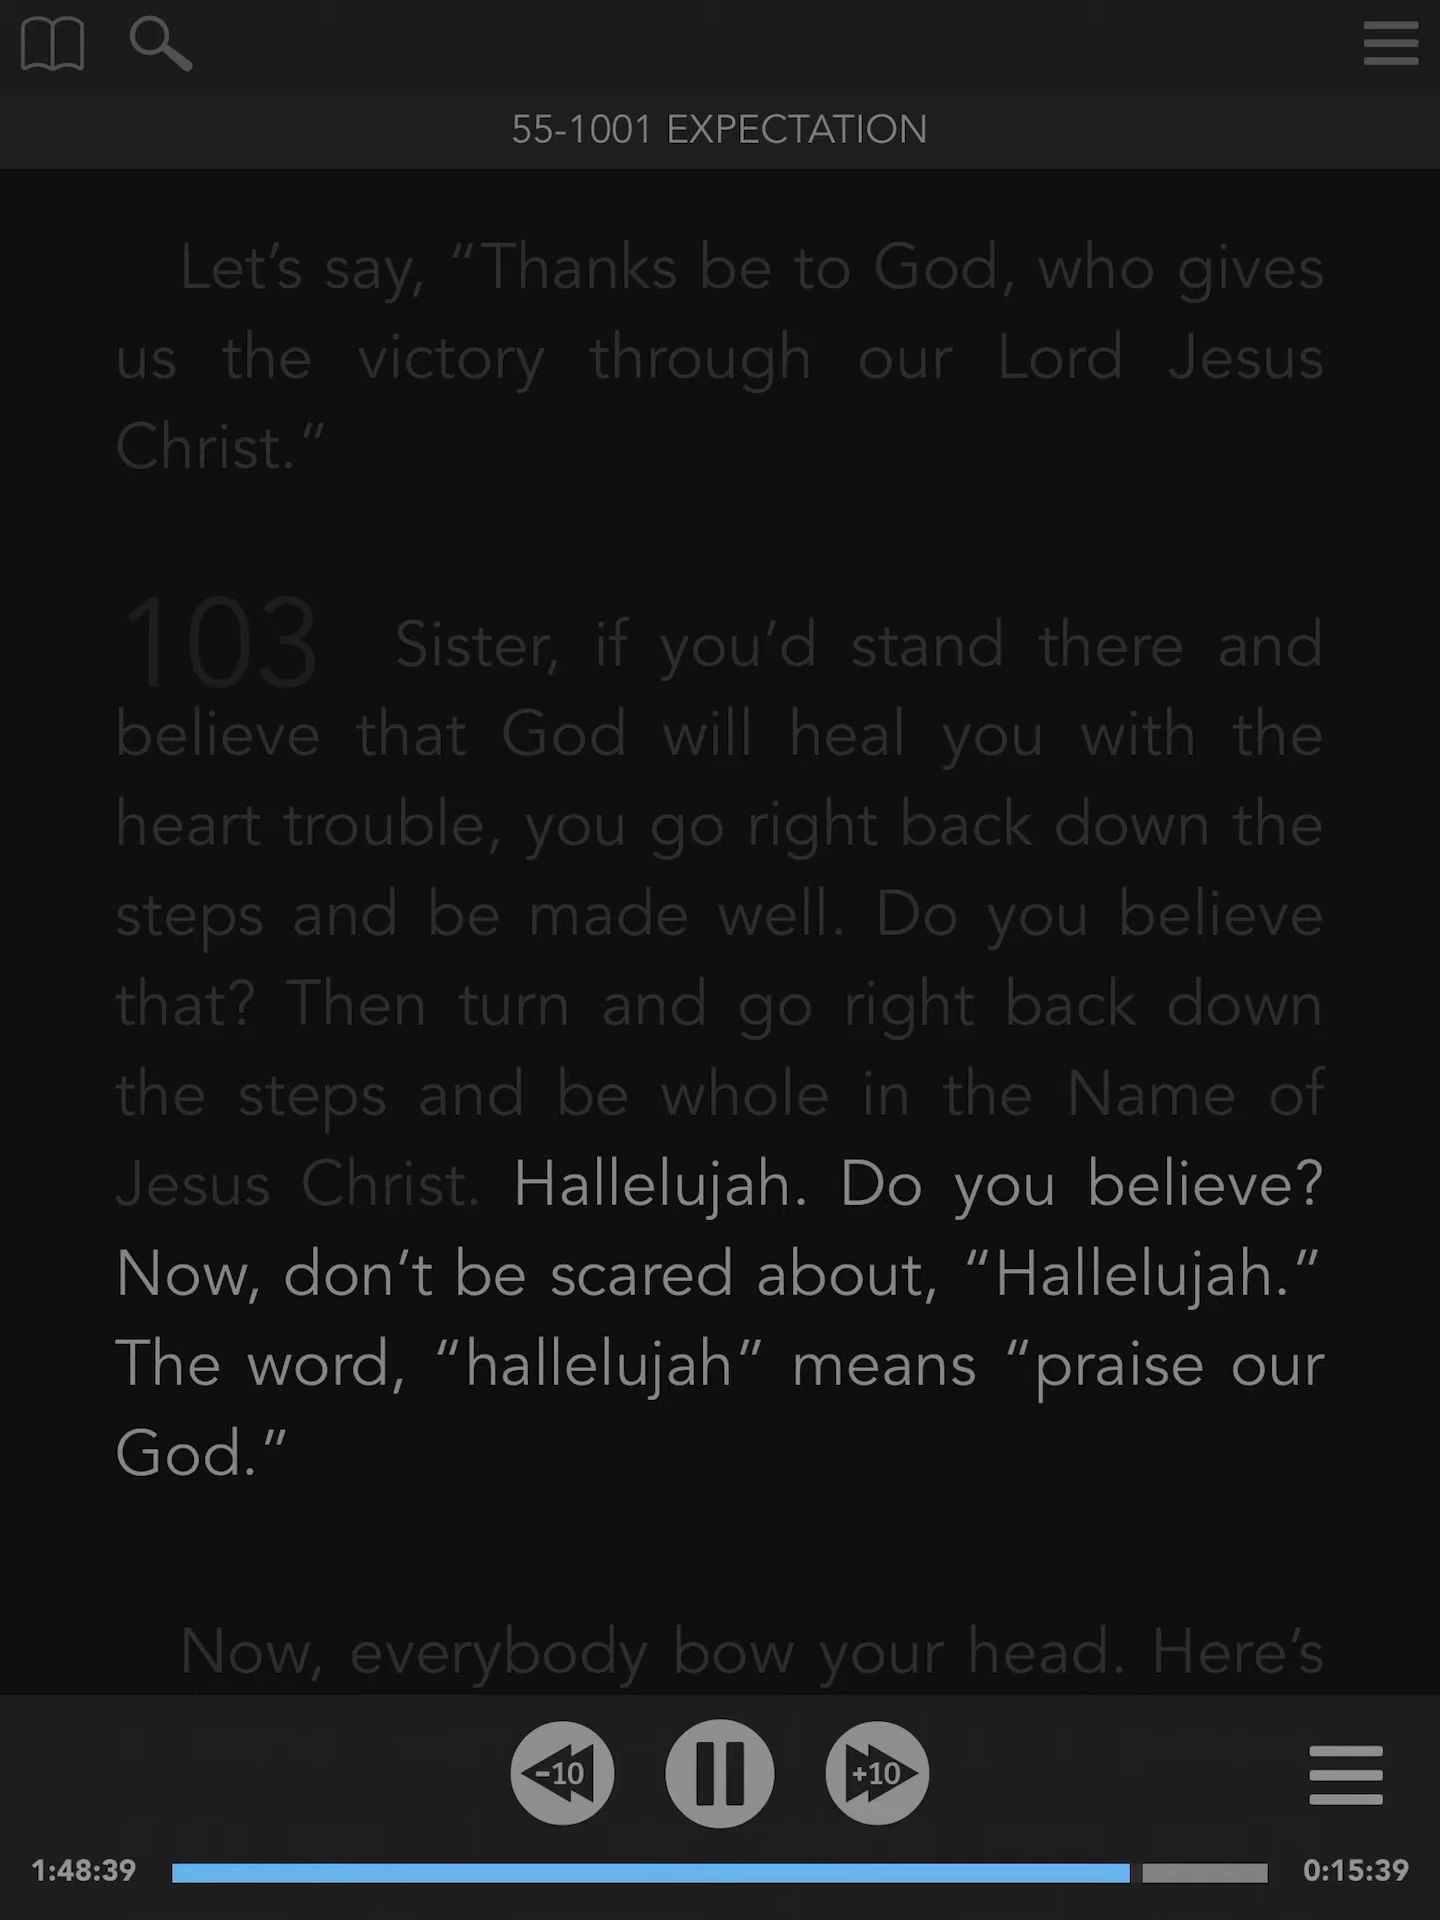 55-1001 EXPECTATION
Let’s say, “Thanks be to God, who gives
us the victory through our Lord Jesus
Christ.”
103 Sister, if you’d stand there and
believe that God will heal you with the
heart trouble, you go right back down the
steps and be made well. Do you believe
that? Then turn and go right back down
the steps and be whole in the Name of
Jesus Christ. Hallelujah. Do you believe?
Now, don’t be scared about, “Hallelujah.”
The word, “hallelujah” means “praise our
God.”
Now, everybody bow your head. Here’s
-10 +10
1:48:39 0:15:39